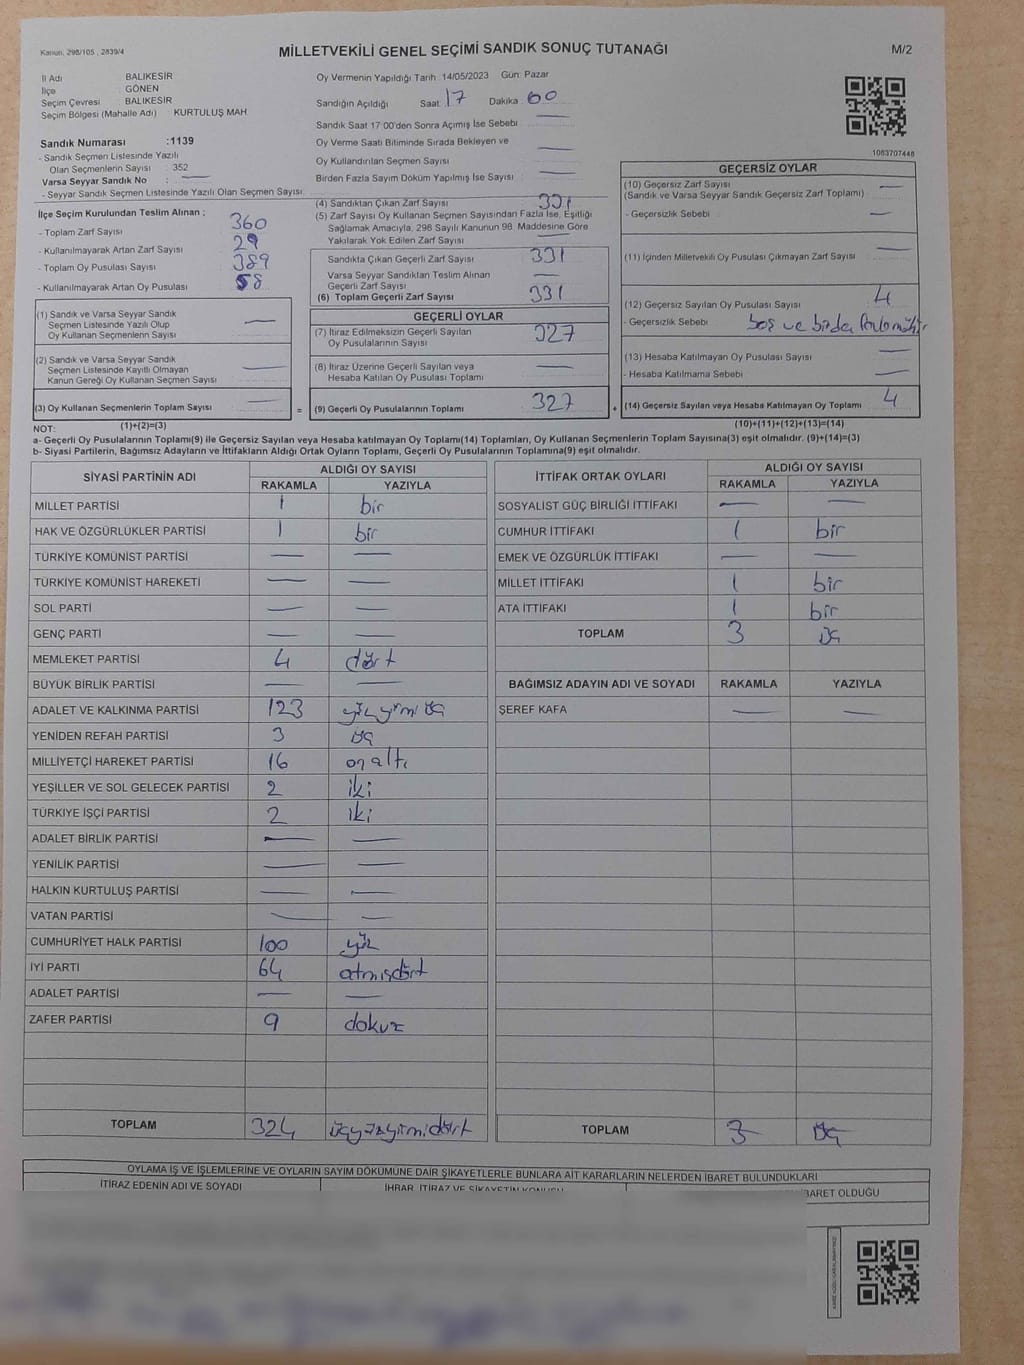 Kanun, 298/105 , 2839/4
MİLLETVEKİLİ GENEL SEÇİMİ SANDIK SONUÇ TUTANAĞI
M/2
İl Adı : BALIKESİR
İlçe : GÖNEN
Seçim Çevresi : BALIKESİR
Seçim Bölgesi (Mahalle Adı) : KURTULUŞ MAH
Sandık Numarası :1139
- Sandık Seçmen Listesinde Yazılı
Olan Seçmenlerin Sayısı : 352
Varsa Seyyar Sandık No : —
- Seyyar Sandık Seçmen Listesinde Yazılı Olan Seçmen Sayısı:
Oy Vermenin Yapıldığı Tarih : 14/05/2023 Gün: Pazar
Sandığın Açıldığı Saat 17 Dakika 60
Sandık Saat 17:00'den Sonra Açımış İse Sebebi : —
Oy Verme Saati Bitiminde Sırada Bekleyen ve
Oy Kullandırılan Seçmen Sayısı : —
Birden Fazla Sayım Döküm Yapılmış İse Sayısı : —
1083707448
İlçe Seçim Kurulundan Teslim Alınan ;
- Toplam Zarf Sayısı : 360
- Kullanılmayarak Artan Zarf Sayısı : 29
- Toplam Oy Pusulası Sayısı : 389
- Kullanılmayarak Artan Oy Pusulası : 58
(4) Sandıktan Çıkan Zarf Sayısı : 331
(5) Zarf Sayısı Oy Kullanan Seçmen Sayısından Fazla İse, Eşitliği
Sağlamak Amacıyla, 298 Sayılı Kanunun 98. Maddesine Göre
Yakılarak Yok Edilen Zarf Sayısı : —
Sandıkta Çıkan Geçerli Zarf Sayısı : 331
Varsa Seyyar Sandıktan Teslim Alınan
Geçerli Zarf Sayısı : —
(6) Toplam Geçerli Zarf Sayısı : 331
(1) Sandık ve Varsa Seyyar Sandık
Seçmen Listesinde Yazılı Olup
Oy Kullanan Seçmenlerin Sayısı : —
(2) Sandık ve Varsa Seyyar Sandık
Seçmen Listesinde Kayıtlı Olmayan
Kanun Gereği Oy Kullanan Seçmen Sayısı : —
(3) Oy Kullanan Seçmenlerin Toplam Sayısı : —
(1)+(2)=(3)
=
GEÇERLİ OYLAR
(7) İtiraz Edilmeksizin Geçerli Sayılan
Oy Pusulalarının Sayısı : 327
(8) İtiraz Üzerine Geçerli Sayılan veya
Hesaba Katılan Oy Pusulası Toplamı : —
(9) Geçerli Oy Pusulalarının Toplamı : 327
+
GEÇERSİZ OYLAR
(10) Geçersiz Zarf Sayısı : —
(Sandık ve Varsa Seyyar Sandık Geçersiz Zarf Toplamı)
- Geçersizlik Sebebi : —
(11) İçinden Milletvekili Oy Pusulası Çıkmayan Zarf Sayısı : —
(12) Geçersiz Sayılan Oy Pusulası Sayısı : 4
- Geçersizlik Sebebi : boş ve birden
(13) Hesaba Katılmayan Oy Pusulası Sayısı : —
- Hesaba Katılmama Sebebi : —
(14) Geçersiz Sayılan veya Hesaba Katılmayan Oy Toplamı : 4
(10)+(11)+(12)+(13)=(14)
NOT:
a- Geçerli Oy Pusulalarının Toplamı(9) ile Geçersiz Sayılan veya Hesaba katılmayan Oy Toplamı(14) Toplamları, Oy Kullanan Seçmenlerin Toplam Sayısına(3) eşit olmalıdır. (9)+(14)=(3)
b- Siyasi Partilerin, Bağımsız Adayların ve İttifakların Aldığı Oyların Toplamı, Geçerli Oy Pusulalarının Toplamına(9) eşit olmalıdır.
SİYASİ PARTİNİN ADI ALDIĞI OY SAYISI
RAKAMLA YAZIYLA
MİLLET PARTİSİ 1 bir
HAK VE ÖZGÜRLÜKLER PARTİSİ 1 bir
TÜRKİYE KOMÜNİST PARTİSİ — —
TÜRKİYE KOMÜNİST HAREKETİ — —
SOL PARTİ — —
GENÇ PARTİ — —
MEMLEKET PARTİSİ 4 dört
BÜYÜK BİRLİK PARTİSİ — —
ADALET VE KALKINMA PARTİSİ 123 yüzyirmi üç
YENİDEN REFAH PARTİSİ 3 üç
MİLLİYETÇİ HAREKET PARTİSİ 16 on altı
YEŞİLLER VE SOL GELECEK PARTİSİ 2 iki
TÜRKİYE İŞÇİ PARTİSİ 2 iki
ADALET BİRLİK PARTİSİ — —
YENİLİK PARTİSİ — —
HALKIN KURTULUŞ PARTİSİ — —
VATAN PARTİSİ — —
CUMHURİYET HALK PARTİSİ 100 yüz
İYİ PARTİ 64 atmışdört
ADALET PARTİSİ — —
ZAFER PARTİSİ 9 dokuz
TOPLAM 324 üçyüzyirmidört
İTTİFAK ORTAK OYLARI ALDIĞI OY SAYISI
RAKAMLA YAZIYLA
SOSYALİST GÜÇ BİRLİĞİ İTTİFAKI — —
CUMHUR İTTİFAKI 1 bir
EMEK VE ÖZGÜRLÜK İTTİFAKI — —
MİLLET İTTİFAKI 1 bir
ATA İTTİFAKI 1 bir
TOPLAM 3 üç
BAĞIMSIZ ADAYIN ADI VE SOYADI RAKAMLA YAZIYLA
ŞEREF KAFA — —
TOPLAM 3 üç
OYLAMA İŞ VE İŞLEMLERİNE VE OYLARIN SAYIM DÖKÜMÜNE DAİR ŞİKAYETLERLE BUNLARA AİT KARARLARIN NELERDEN İBARET BULUNDUKLARI
İTİRAZ EDENİN ADI VE SOYADI İHBAR, İTİRAZ VE ŞİKAYETİN KONUSU İBARET OLDUĞU